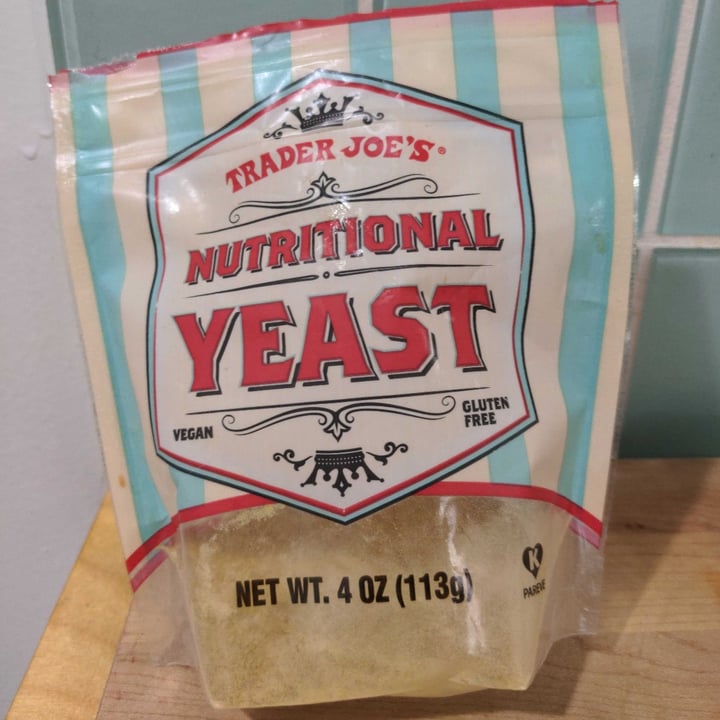 TRADER JOE'S®
NUTRITIONAL
YEAST
VEGAN
GLUTEN
FREE
NET WT. 4 OZ (113g)
K
PAREVE